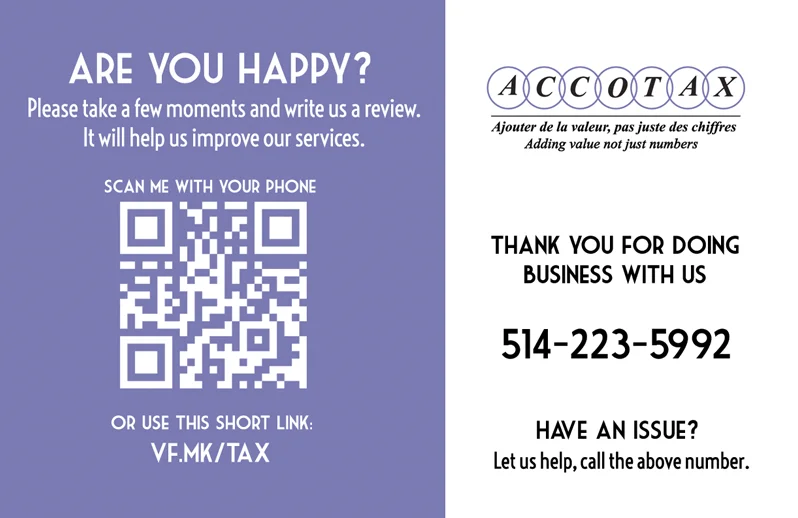 ARE YOU HAPPY?
Please take a few moments and write us a review.
It will help us improve our services.
SCAN ME WITH YOUR PHONE
OR USE THIS SHORT LINK:
VF.MK/TAX
ACCOTAX
Ajouter de la valeur, pas juste des chiffres
Adding value not just numbers
THANK YOU FOR DOING
BUSINESS WITH US
514-223-5992
HAVE AN ISSUE?
Let us help, call the above number.